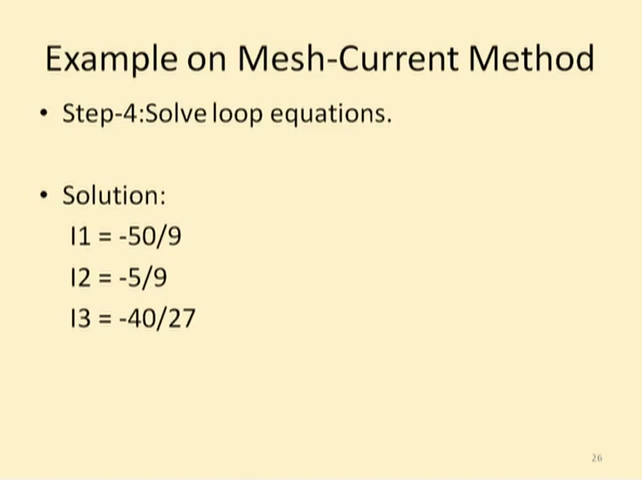 Example on Mesh-Current Method
• Step-4:Solve loop equations.
• Solution:
I1 = -50/9
I2 = -5/9
I3 = -40/27
26